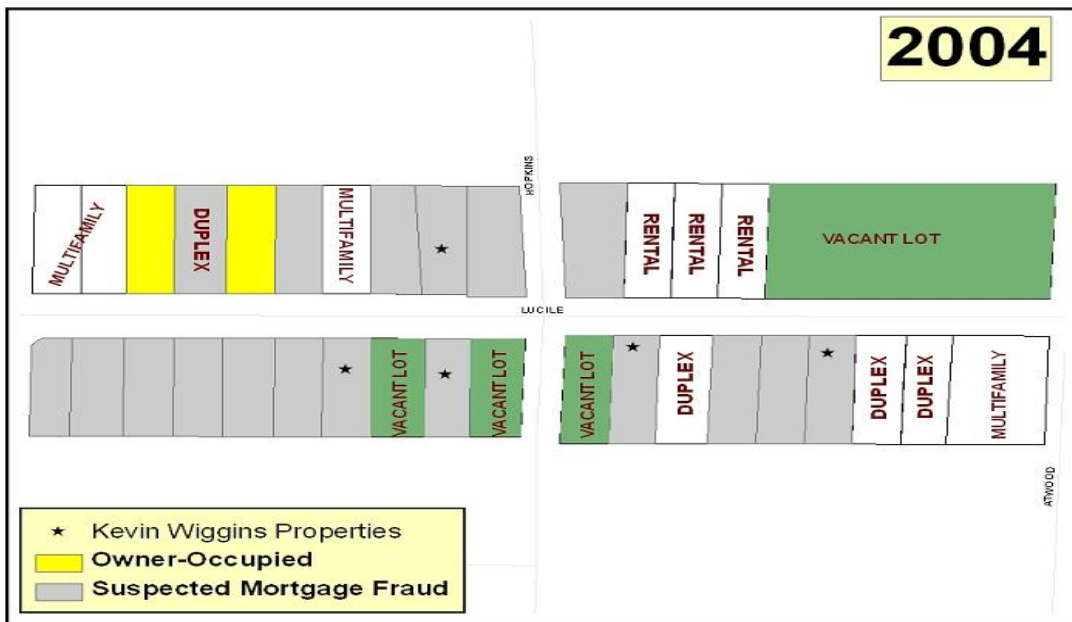 2004
HOPKINS
MULTIFAMILY
DUPLEX
MULTIFAMILY
RENTAL
RENTAL
RENTAL
VACANT LOT
LUCILE
VACANT LOT
VACANT LOT
VACANT LOT
DUPLEX
DUPLEX
DUPLEX
MULTIFAMILY
ATWOOD
Kevin Wiggins Properties
Owner-Occupied
Suspected Mortgage Fraud